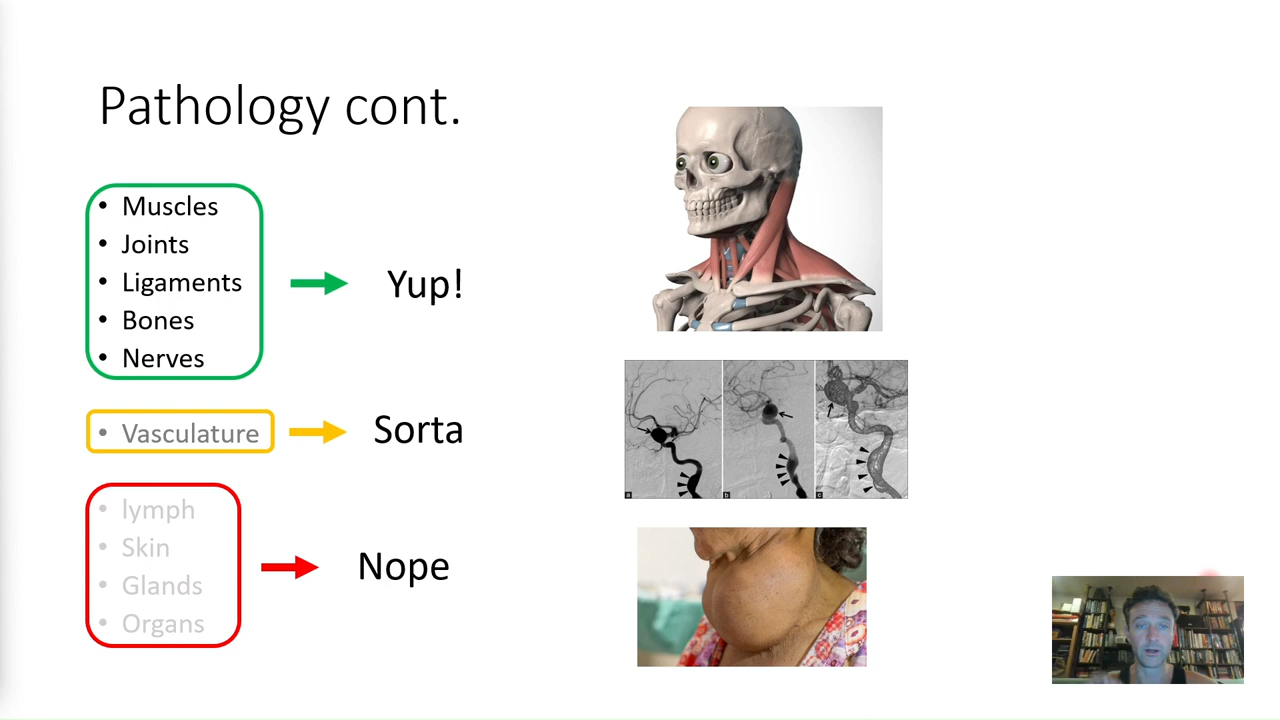 Pathology cont.
• Muscles
• Joints
• Ligaments
• Bones
• Nerves
Yup!
• Vasculature
Sorta
• lymph
• Skin
• Glands
• Organs
Nope
a
b
c